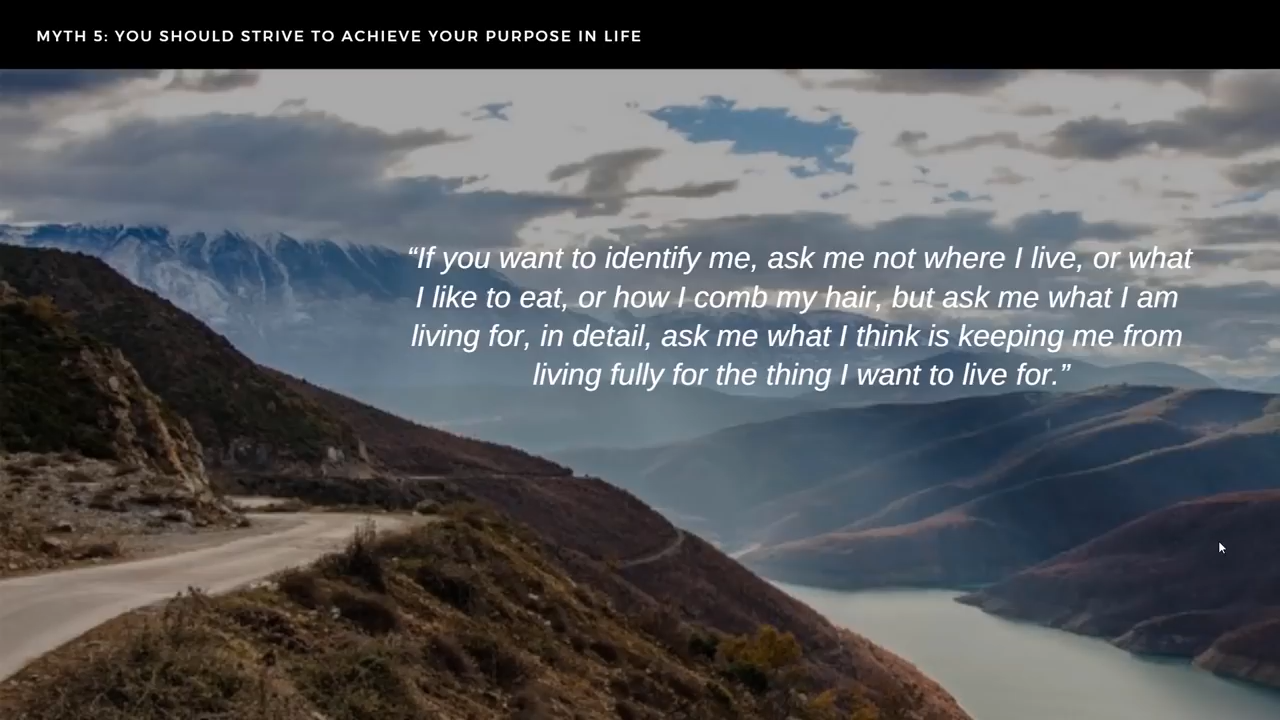 MYTH 5: YOU SHOULD STRIVE TO ACHIEVE YOUR PURPOSE IN LIFE
“If you want to identify me, ask me not where I live, or what
I like to eat, or how I comb my hair, but ask me what I am
living for, in detail, ask me what I think is keeping me from
living fully for the thing I want to live for.”